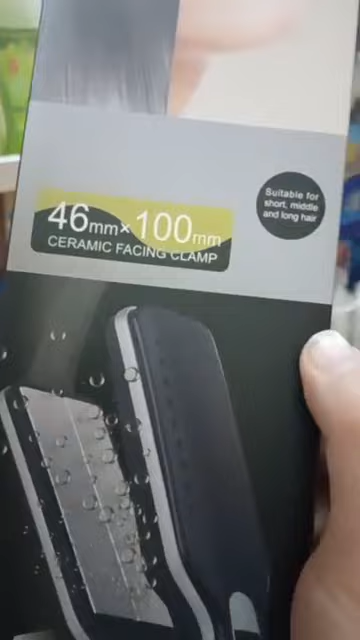 Suitable for
short, middle
and long hair
46mm×100mm
CERAMIC FACING CLAMP